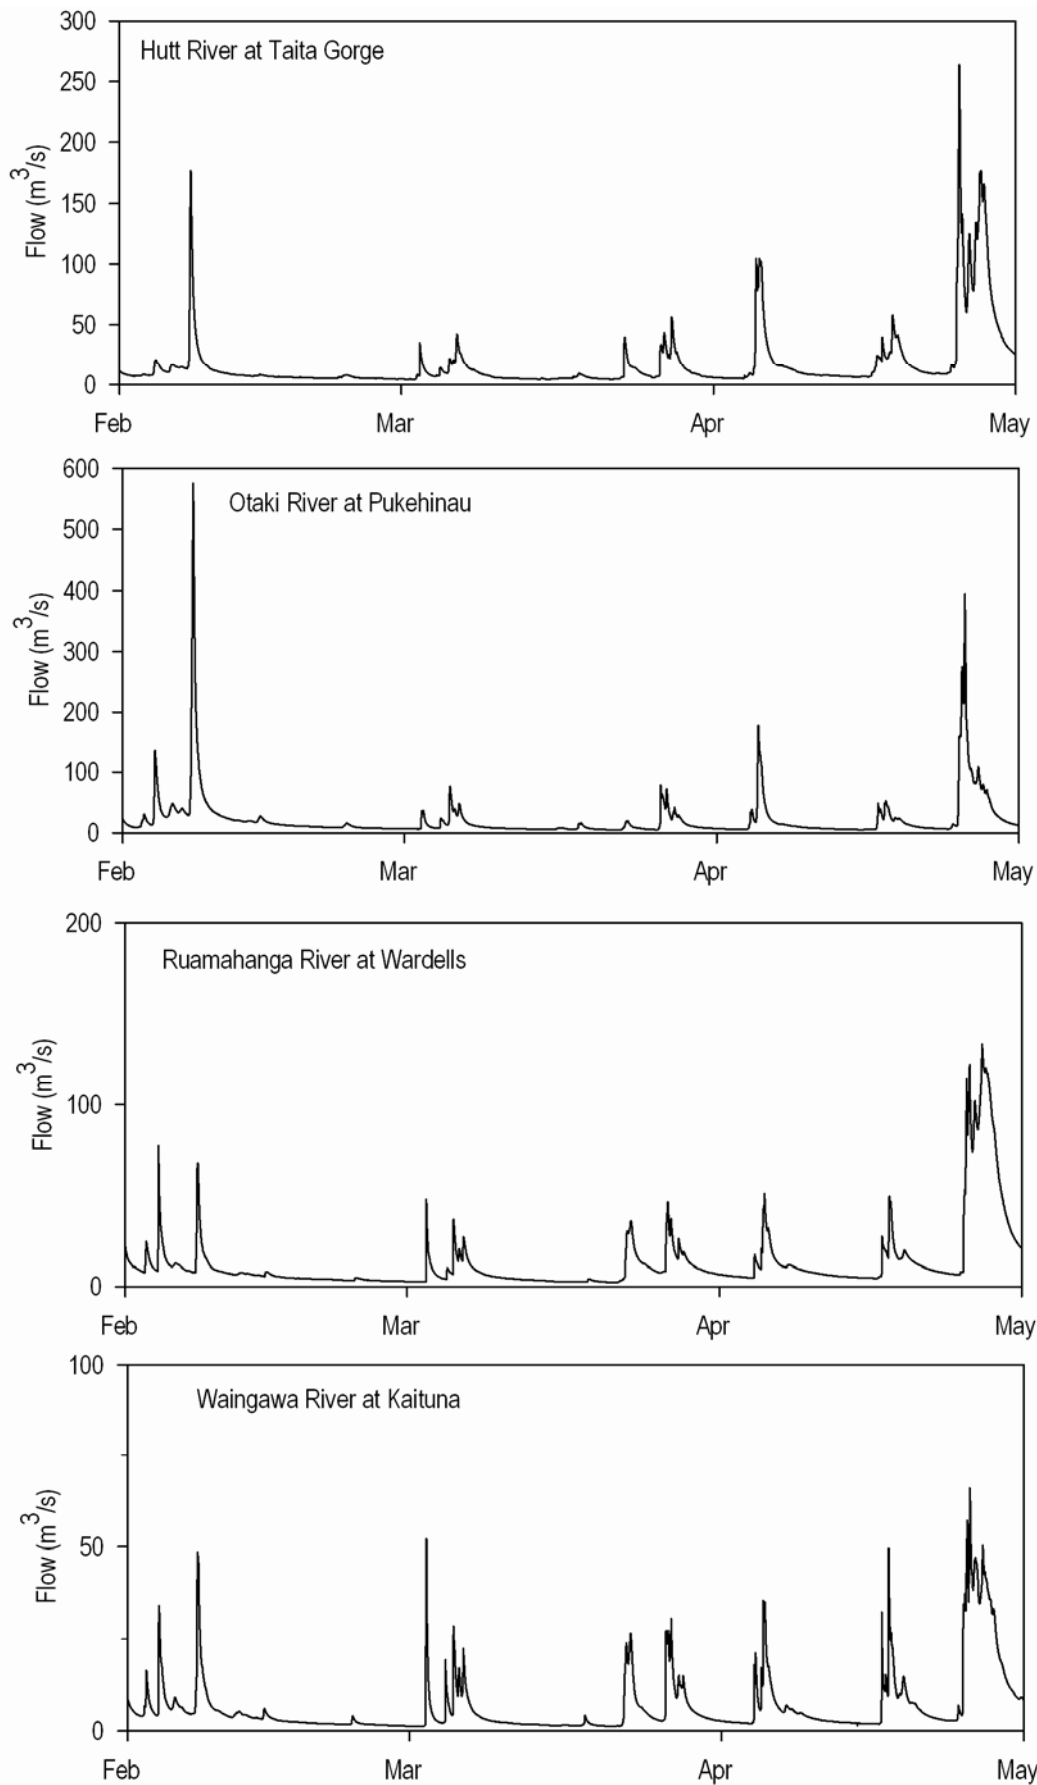 300
Hutt River at Taita Gorge
250
200
150
100
50
0
Flow (m³/s)
Feb Mar Apr May
600
Otaki River at Pukehinau
500
400
300
200
100
0
Flow (m³/s)
Feb Mar Apr May
200
Ruamahanga River at Wardells
100
0
Flow (m³/s)
Feb Mar Apr May
100
Waingawa River at Kaituna
50
0
Flow (m³/s)
Feb Mar Apr May